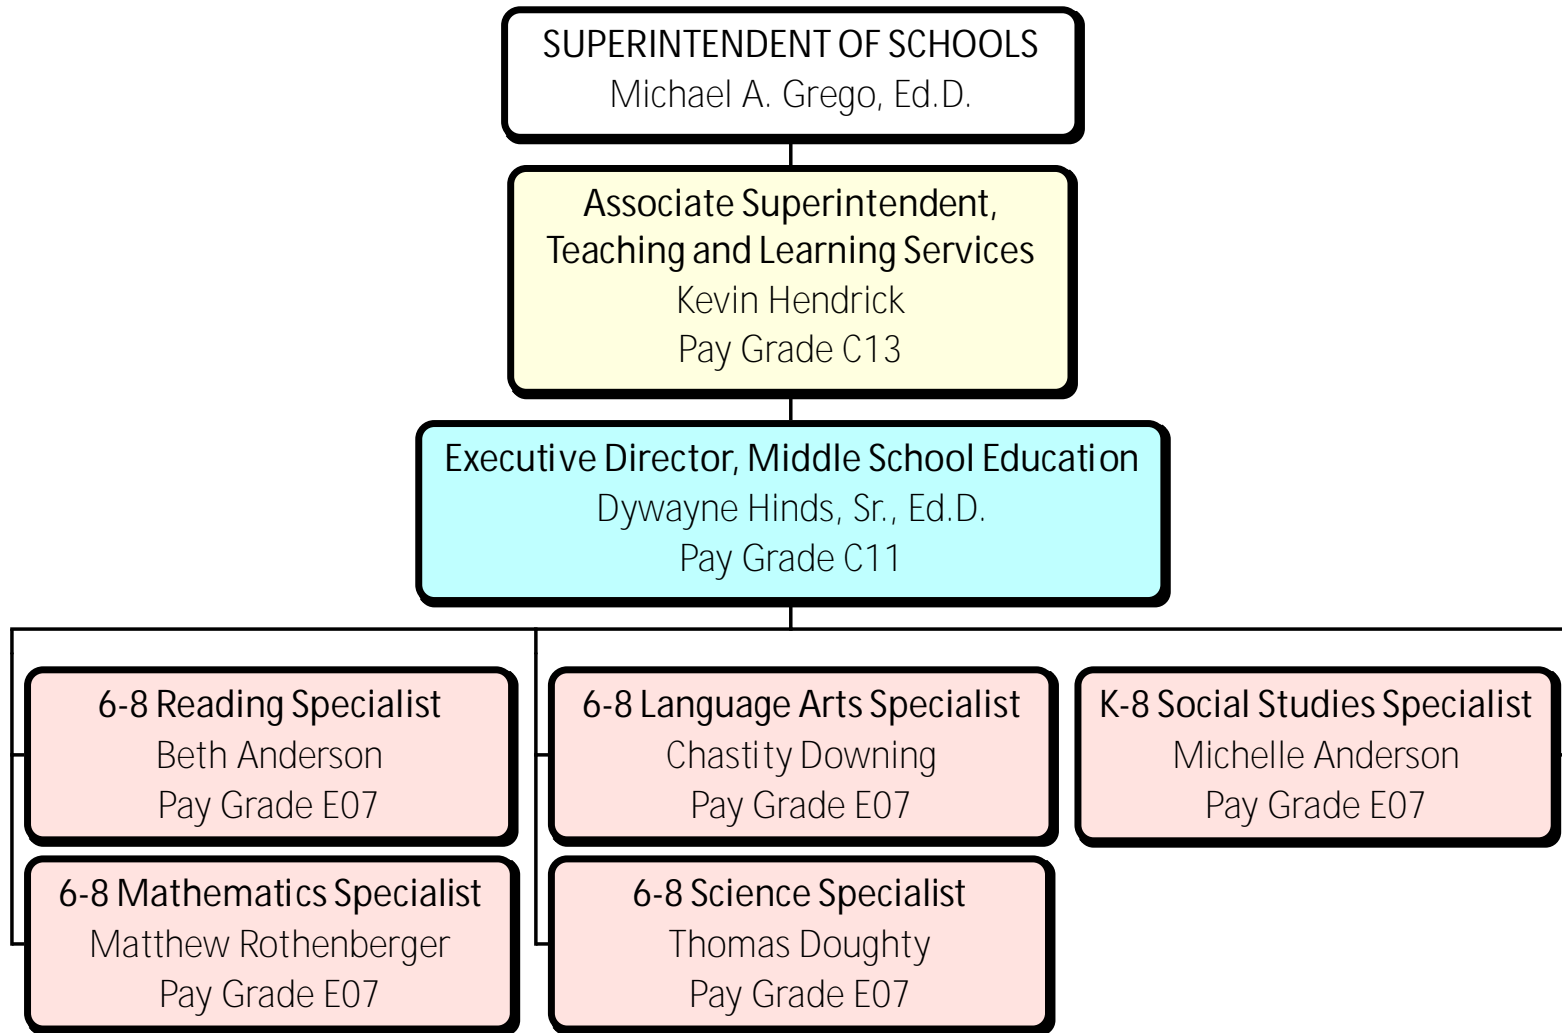 SUPERINTENDENT OF SCHOOLS
Michael A. Grego, Ed.D.
Associate Superintendent,
Teaching and Learning Services
Kevin Hendrick
Pay Grade C13
Executive Director, Middle School Education
Dywayne Hinds, Sr., Ed.D.
Pay Grade C11
6-8 Reading Specialist
Beth Anderson
Pay Grade E07
6-8 Language Arts Specialist
Chastity Downing
Pay Grade E07
K-8 Social Studies Specialist
Michelle Anderson
Pay Grade E07
6-8 Mathematics Specialist
Matthew Rothenberger
Pay Grade E07
6-8 Science Specialist
Thomas Doughty
Pay Grade E07